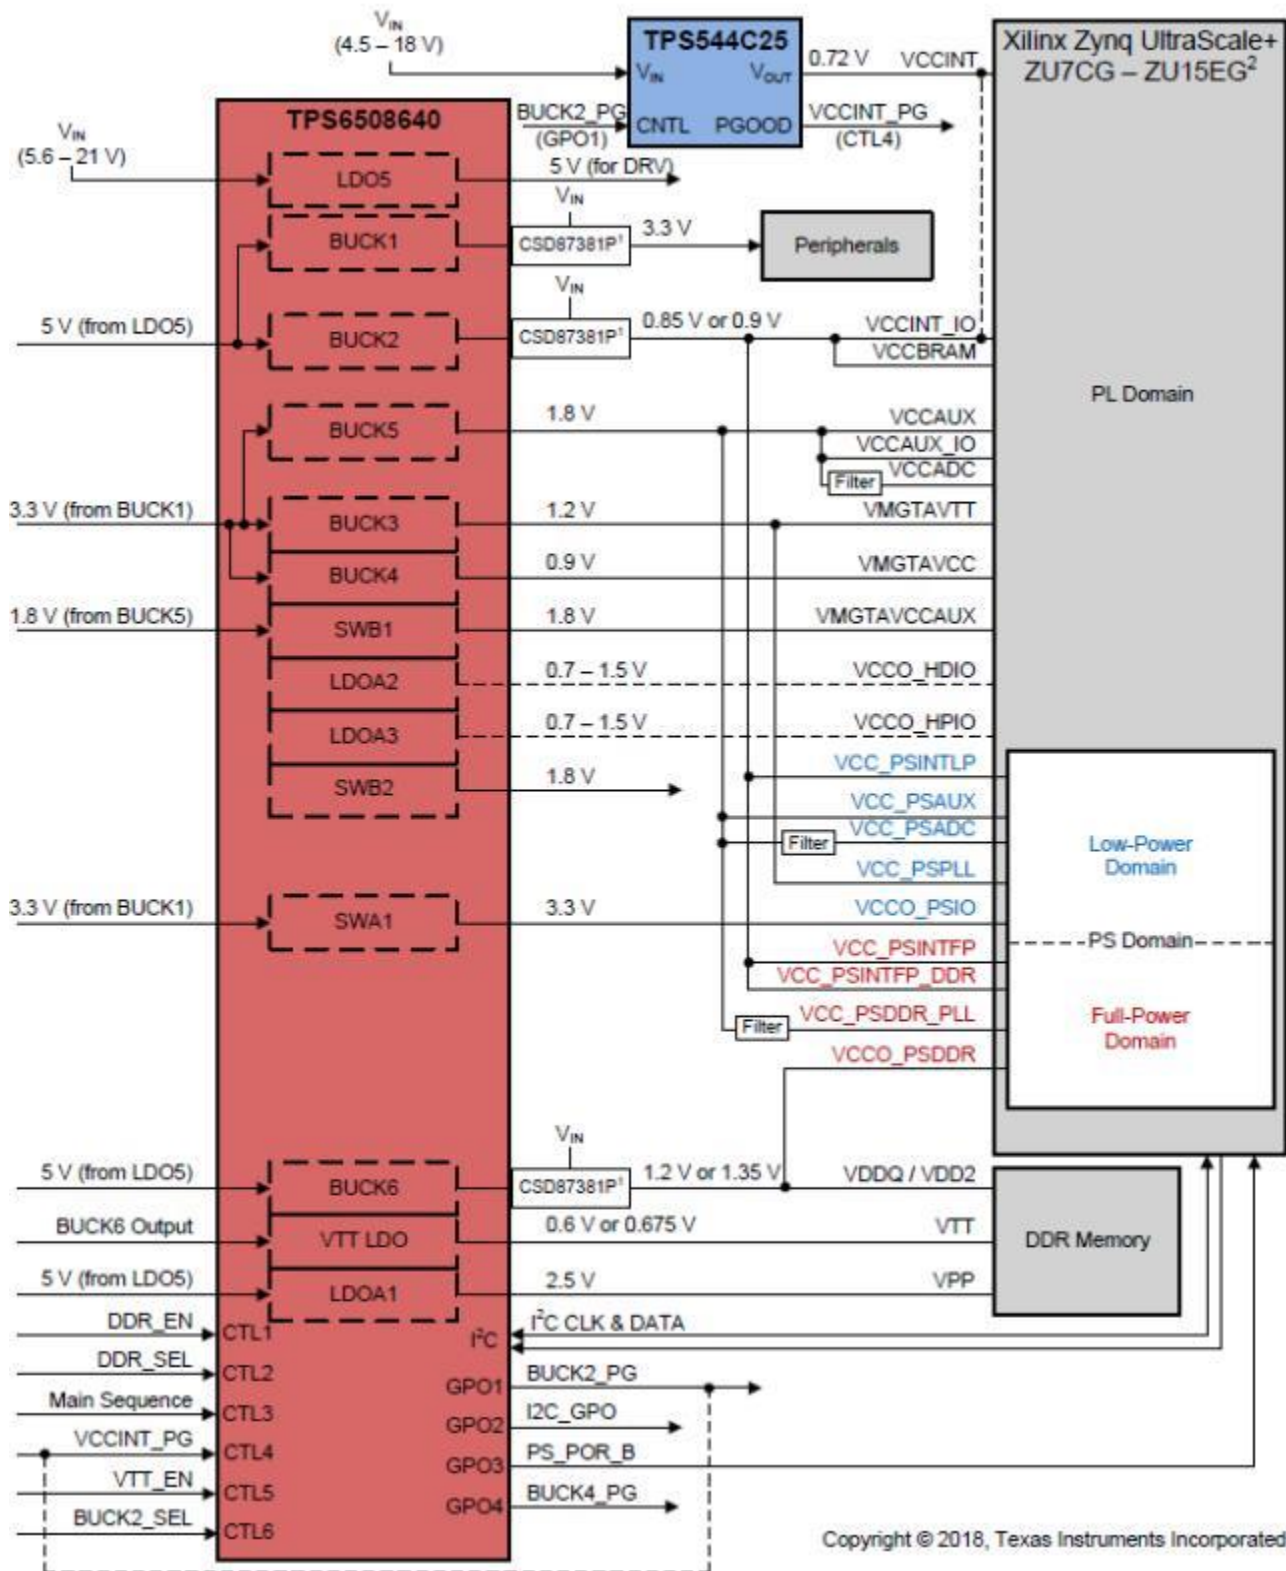 V_IN
(4.5 – 18 V)
TPS544C25
V_IN
V_OUT
CNTL
PGOOD
BUCK2_PG
(GPO1)
0.72 V
VCCINT
VCCINT_PG
(CTL4)
Xilinx Zynq UltraScale+
ZU7CG – ZU15EG²
TPS6508640
V_IN
(5.6 – 21 V)
LDO5
5 V (for DRV)
V_IN
BUCK1
CSD87381P¹
3.3 V
Peripherals
V_IN
5 V (from LDO5)
BUCK2
CSD87381P¹
0.85 V or 0.9 V
VCCINT_IO
VCCBRAM
PL Domain
BUCK5
1.8 V
VCCAUX
VCCAUX_IO
VCCADC
Filter
3.3 V (from BUCK1)
BUCK3
1.2 V
VMGTAVTT
BUCK4
0.9 V
VMGTAVCC
1.8 V (from BUCK5)
SWB1
1.8 V
VMGTAVCCAUX
LDOA2
0.7 – 1.5 V
VCCO_HDIO
LDOA3
0.7 – 1.5 V
VCCO_HPIO
SWB2
1.8 V
VCC_PSINTLP
VCC_PSAUX
VCC_PSADC
Filter
VCC_PSPLL
Low-Power
Domain
3.3 V (from BUCK1)
SWA1
3.3 V
VCCO_PSIO
PS Domain
VCC_PSINTFP
VCC_PSINTFP_DDR
VCC_PSDDR_PLL
Filter
VCCO_PSDDR
Full-Power
Domain
V_IN
5 V (from LDO5)
BUCK6
CSD87381P¹
1.2 V or 1.35 V
VDDQ / VDD2
BUCK6 Output
VTT LDO
0.6 V or 0.675 V
VTT
DDR Memory
5 V (from LDO5)
LDOA1
2.5 V
VPP
DDR_EN
CTL1
I²C
I²C CLK & DATA
DDR_SEL
CTL2
GPO1
BUCK2_PG
Main Sequence
CTL3
GPO2
I2C_GPO
VCCINT_PG
CTL4
GPO3
PS_POR_B
VTT_EN
CTL5
GPO4
BUCK4_PG
BUCK2_SEL
CTL6
Copyright © 2018, Texas Instruments Incorporated